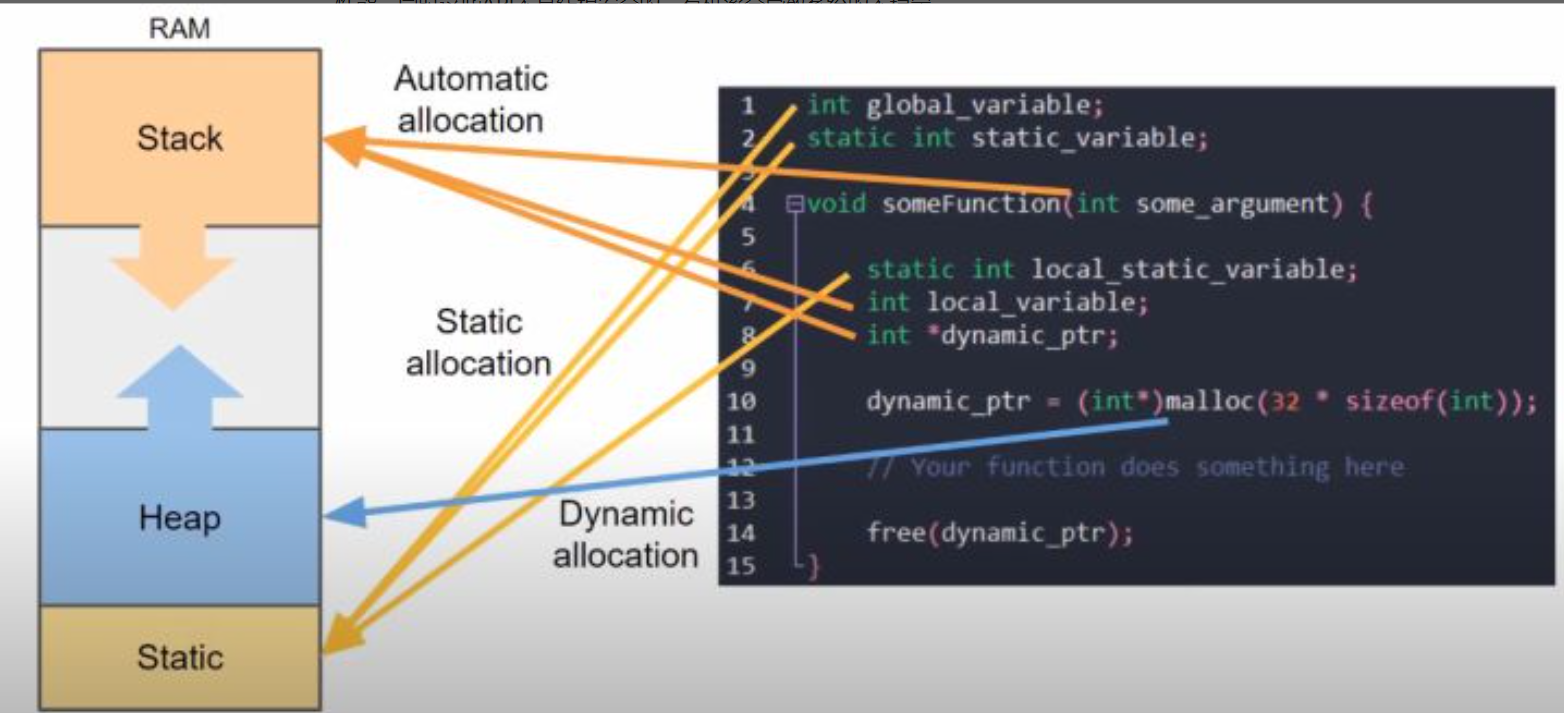 RAM
Stack
Heap
Static
Automatic
allocation
Static
allocation
Dynamic
allocation
1 int global_variable;
2 static int static_variable;
3
4 void someFunction(int some_argument) {
5
6 static int local_static_variable;
7 int local_variable;
8 int *dynamic_ptr;
9
10 dynamic_ptr = (int*)malloc(32 * sizeof(int));
11
12 // Your function does something here
13
14 free(dynamic_ptr);
15 }